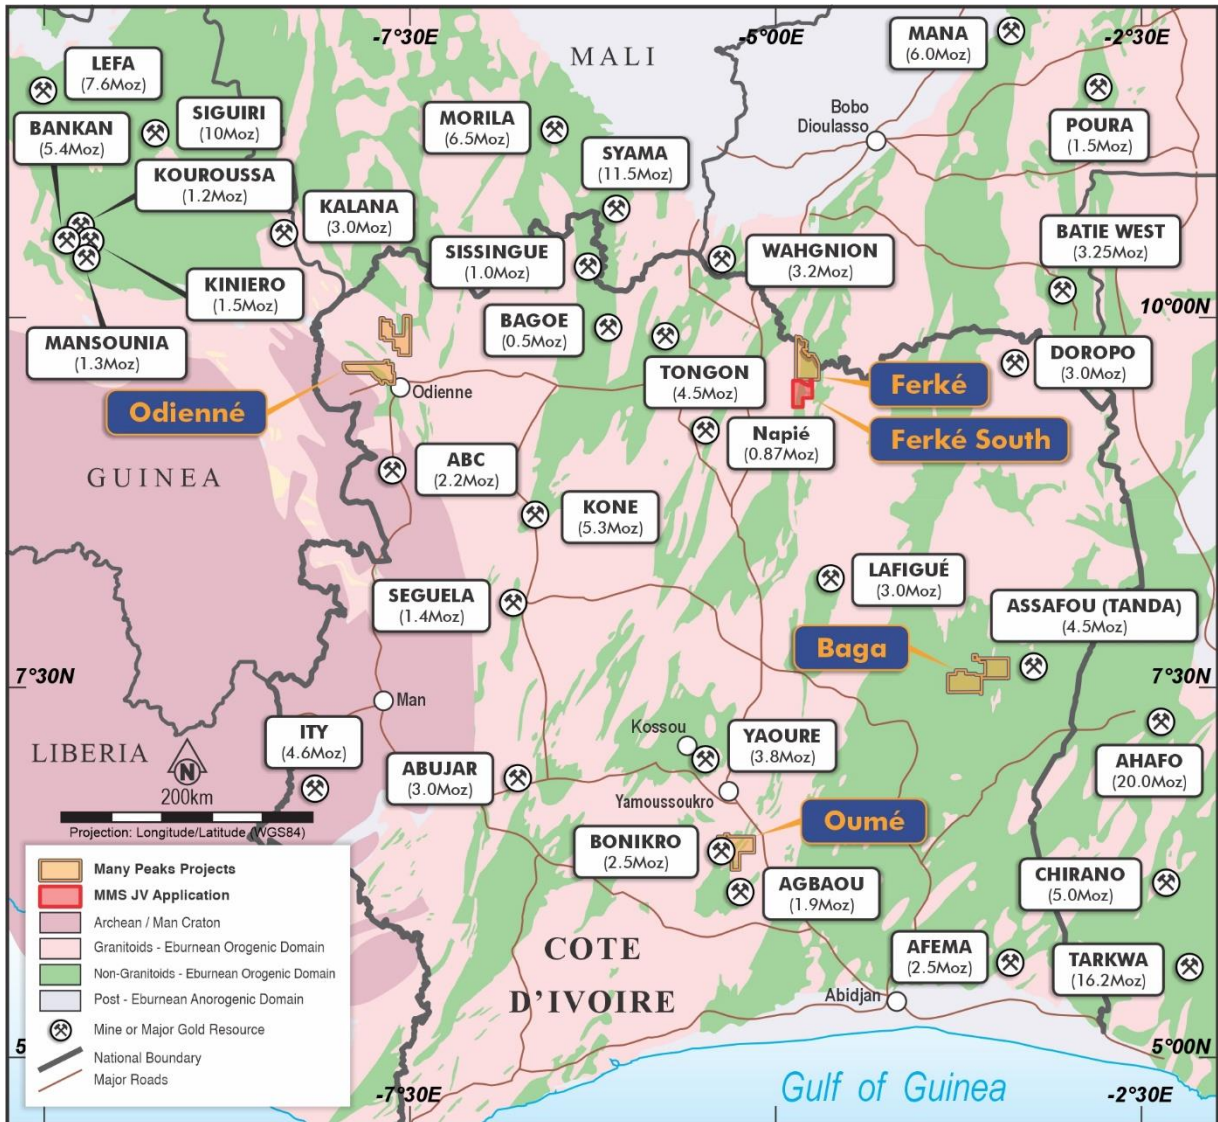 -7°30E
-5°00E
-2°30E
MALI
MANA
(6.0Moz)
LEFA
(7.6Moz)
SIGUIRI
(10Moz)
BANKAN
(5.4Moz)
MORILA
(6.5Moz)
Bobo
Dioulasso
POURA
(1.5Moz)
SYAMA
(11.5Moz)
KOUROUSSA
(1.2Moz)
KALANA
(3.0Moz)
SISSINGUE
(1.0Moz)
WAHGNION
(3.2Moz)
BATIE WEST
(3.25Moz)
KINIERO
(1.5Moz)
BAGOE
(0.5Moz)
10°00N
MANSOUNIA
(1.3Moz)
TONGON
(4.5Moz)
DOROPO
(3.0Moz)
Odienné
Odienne
Ferké
Ferké South
Napié
(0.87Moz)
GUINEA
ABC
(2.2Moz)
KONE
(5.3Moz)
LAFIGUÉ
(3.0Moz)
SEGUELA
(1.4Moz)
ASSAFOU (TANDA)
(4.5Moz)
Baga
7°30N
7°30N
Man
ITY
(4.6Moz)
Kossou
YAOURE
(3.8Moz)
LIBERIA
N
200km
Projection: Longitude/Latitude (WGS84)
ABUJAR
(3.0Moz)
AHAFO
(20.0Moz)
Yamoussoukro
Oumé
BONIKRO
(2.5Moz)
AGBAOU
(1.9Moz)
CHIRANO
(5.0Moz)
COTE
D'IVOIRE
AFEMA
(2.5Moz)
TARKWA
(16.2Moz)
Abidjan
Many Peaks Projects
MMS JV Application
Archean / Man Craton
Granitoids - Eburnean Orogenic Domain
Non-Granitoids - Eburnean Orogenic Domain
Post - Eburnean Anorogenic Domain
Mine or Major Gold Resource
National Boundary
Major Roads
5
5°00N
Gulf of Guinea
-7°30E
-2°30E